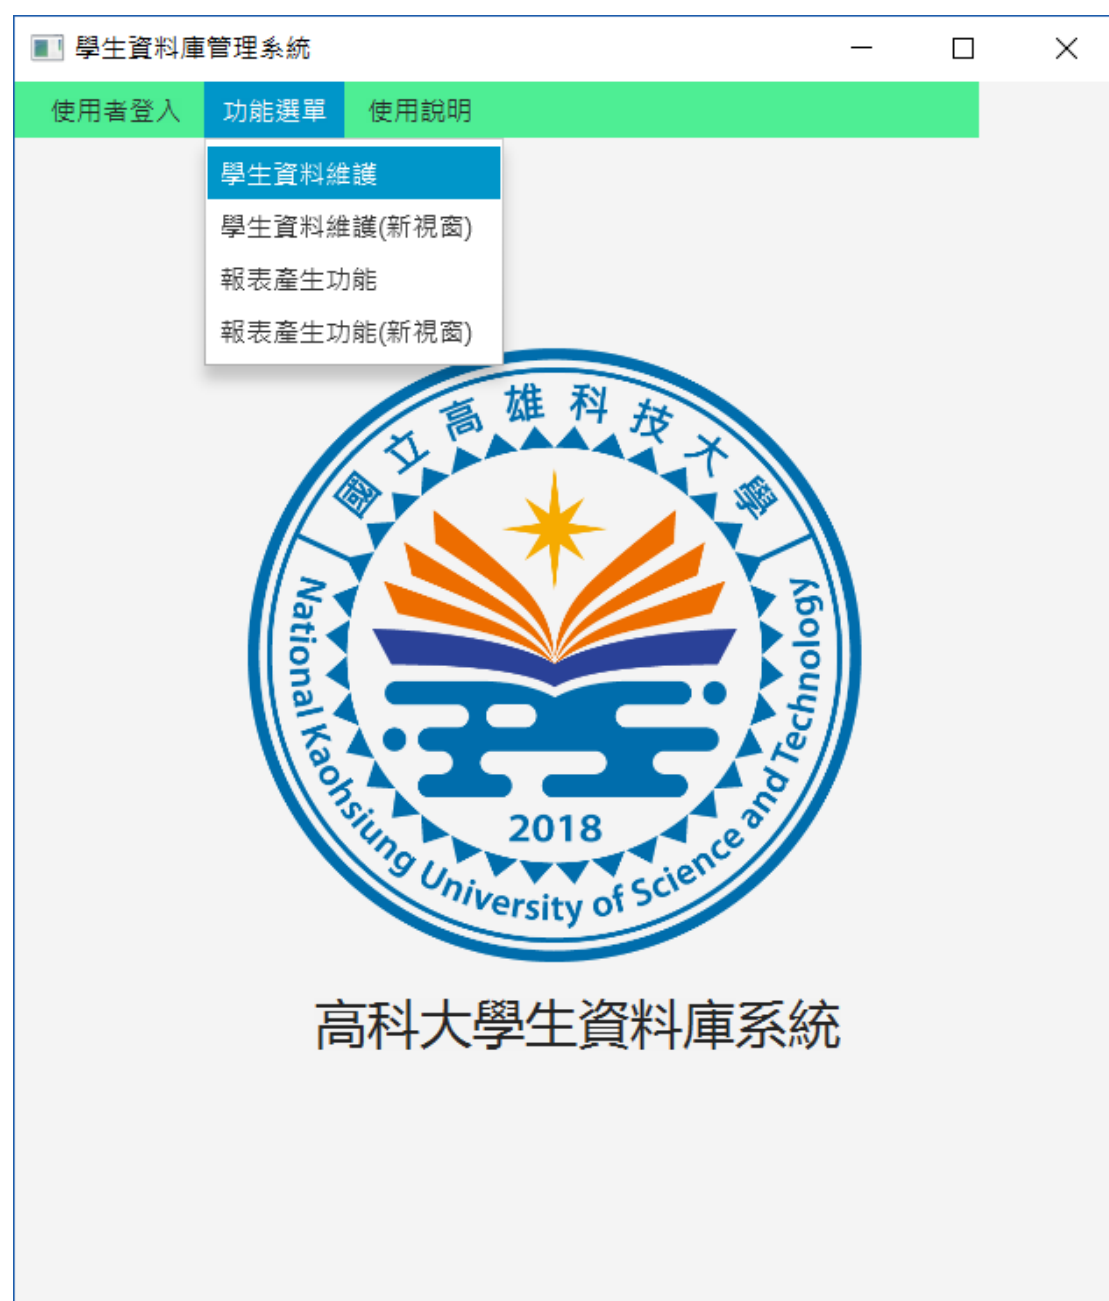 學生資料庫管理系統
使用者登入 功能選單 使用說明
學生資料維護
學生資料維護(新視窗)
報表產生功能
報表產生功能(新視窗)
國立高雄科技大學
National Kaohsiung University of Science and Technology
2018
高科大學生資料庫系統